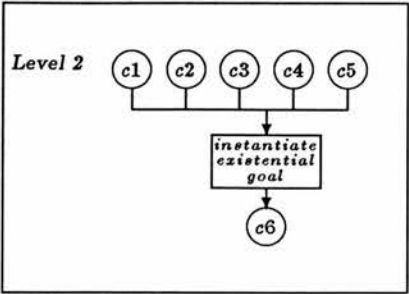 Level 2
c1 c2 c3 c4 c5
instantiate
existential
goal
c6